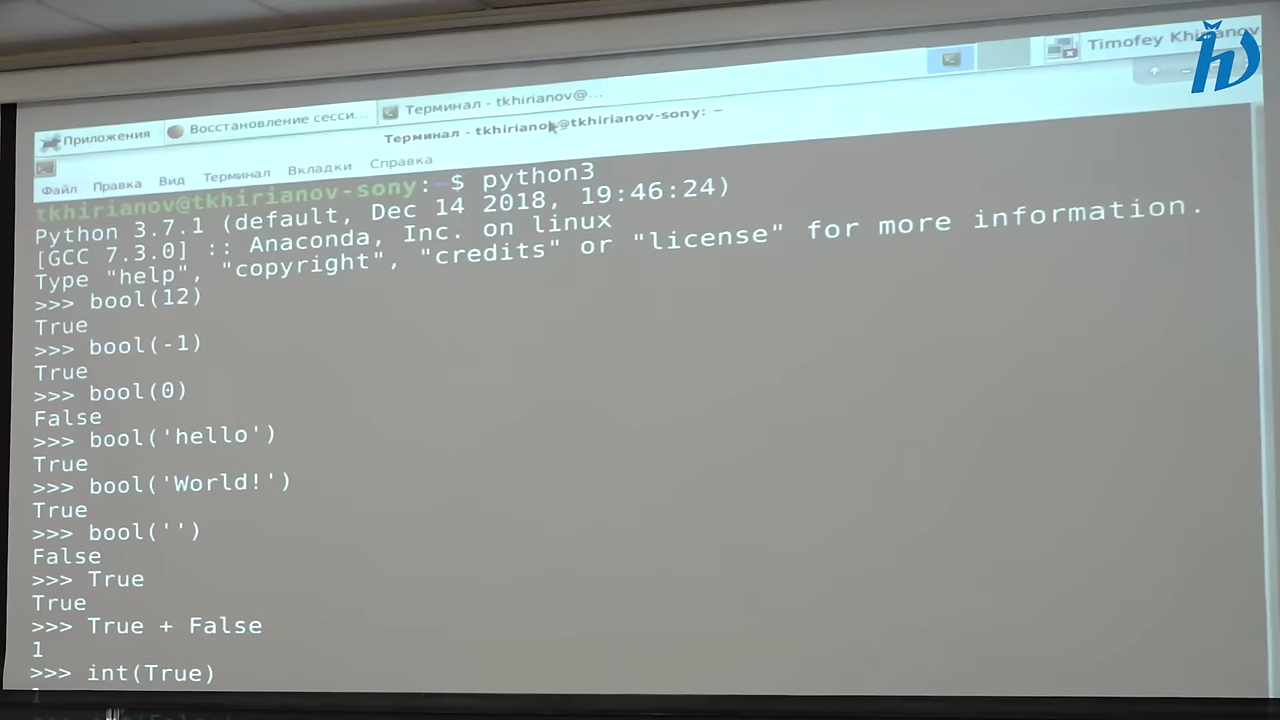 Timofey Khirianov
Приложения
Восстановление сесси...
Терминал - tkhirianov@...
Терминал - tkhirianov@tkhirianov-sony: ~
Файл Правка Вид Терминал Вкладки Справка
tkhirianov@tkhirianov-sony:~$ python3
Python 3.7.1 (default, Dec 14 2018, 19:46:24)
[GCC 7.3.0] :: Anaconda, Inc. on linux
Type "help", "copyright", "credits" or "license" for more information.
>>> bool(12)
True
>>> bool(-1)
True
>>> bool(0)
False
>>> bool('hello')
True
>>> bool('World!')
True
>>> bool('')
False
>>> True
True
>>> True + False
1
>>> int(True)
1